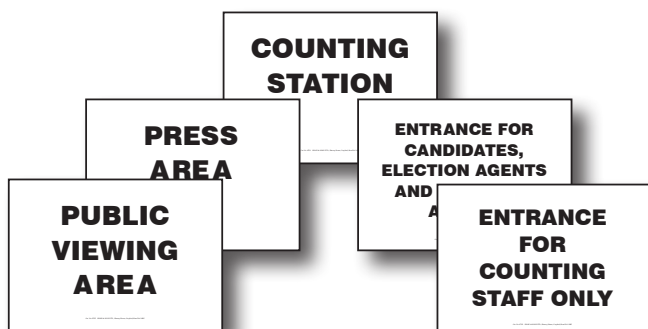 COUNTING
STATION
PRESS
AREA
ENTRANCE FOR
CANDIDATES,
ELECTION AGENTS
AND
PUBLIC
VIEWING
AREA
ENTRANCE
FOR
COUNTING
STAFF ONLY